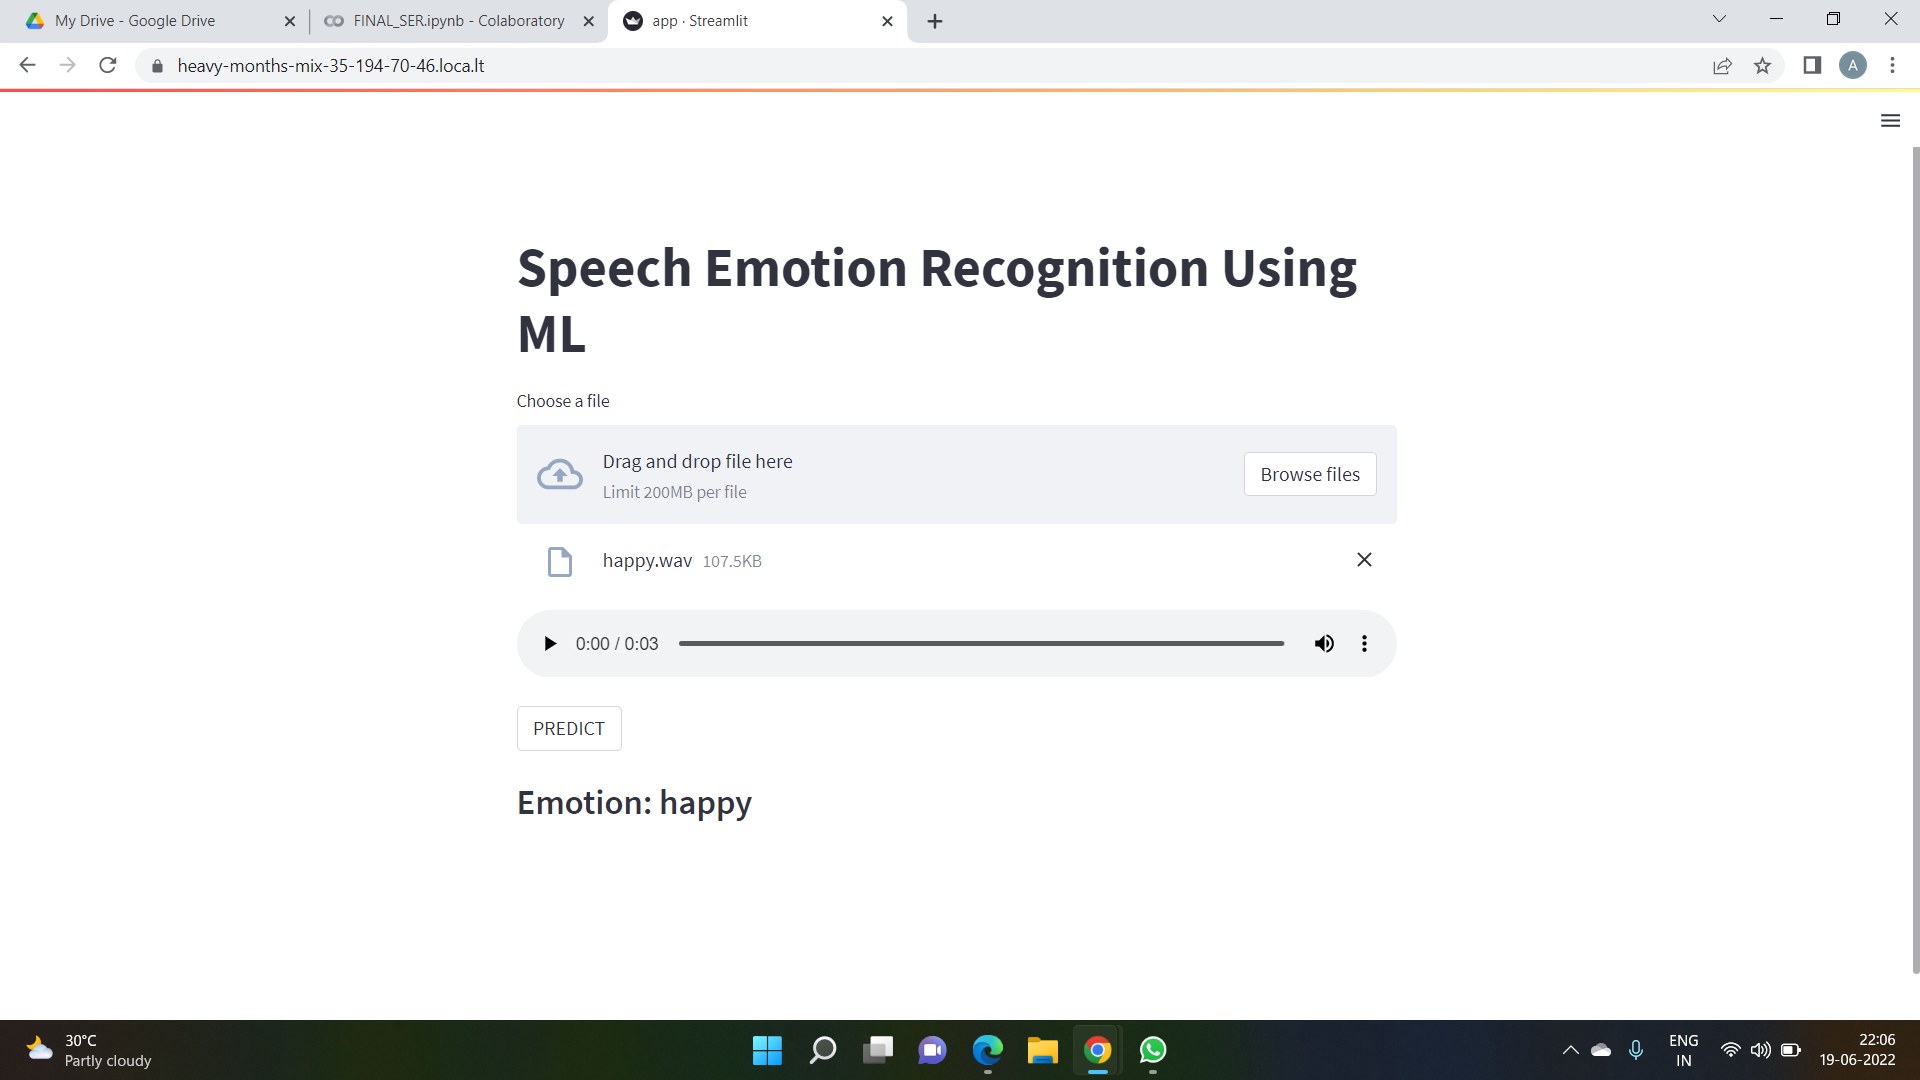 My Drive - Google Drive
FINAL_SER.ipynb - Colaboratory
app · Streamlit
heavy-months-mix-35-194-70-46.loca.lt
A
Speech Emotion Recognition Using
ML
Choose a file
Drag and drop file here
Limit 200MB per file
Browse files
happy.wav 107.5KB
0:00 / 0:03
PREDICT
Emotion: happy
30°C
Partly cloudy
ENG
IN
22:06
19-06-2022